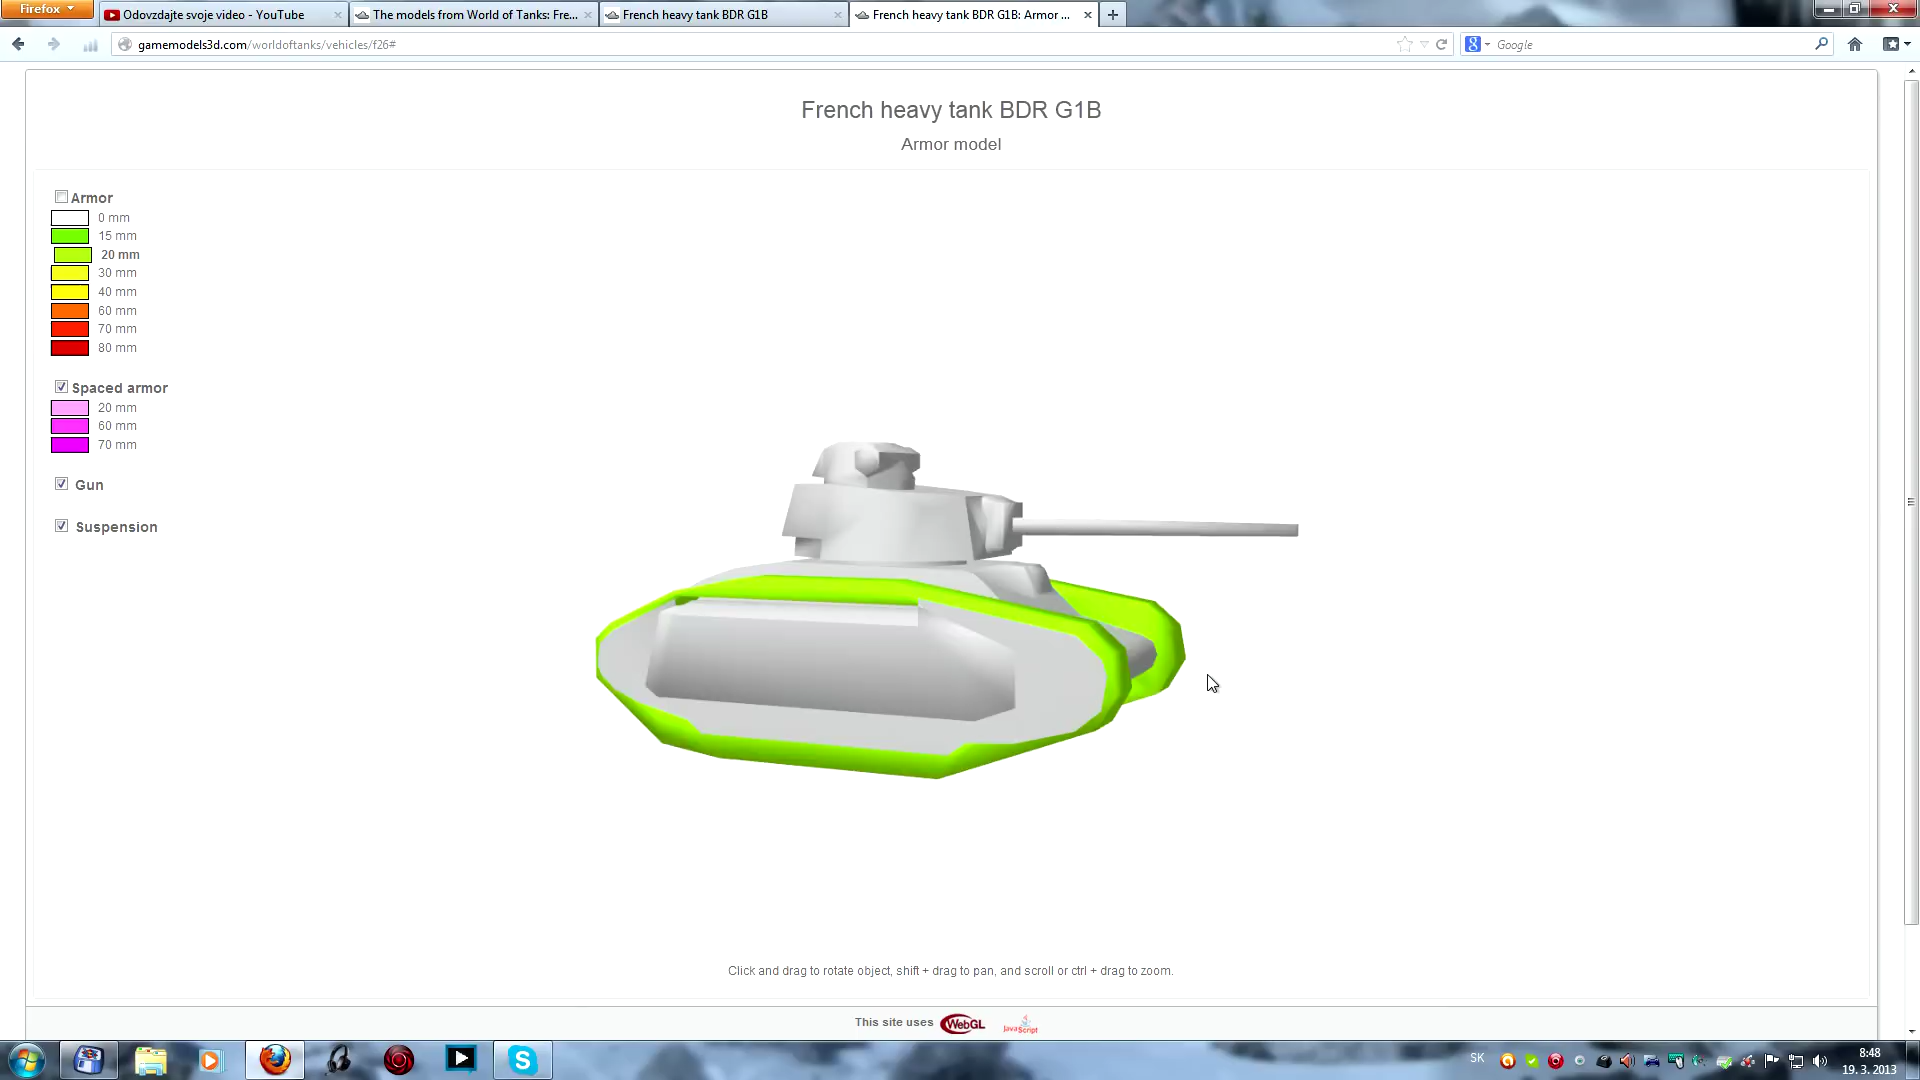 Firefox
Odovzdajte svoje video - YouTube
The models from World of Tanks: Fre...
French heavy tank BDR G1B
French heavy tank BDR G1B: Armor ...
gamemodels3d.com/worldoftanks/vehicles/f26#
Google
French heavy tank BDR G1B
Armor model
Armor
0 mm
15 mm
20 mm
30 mm
40 mm
60 mm
70 mm
80 mm
Spaced armor
20 mm
60 mm
70 mm
Gun
Suspension
Click and drag to rotate object, shift + drag to pan, and scroll or ctrl + drag to zoom.
This site uses WebGL JavaScript
SK
8:48
19. 3. 2013